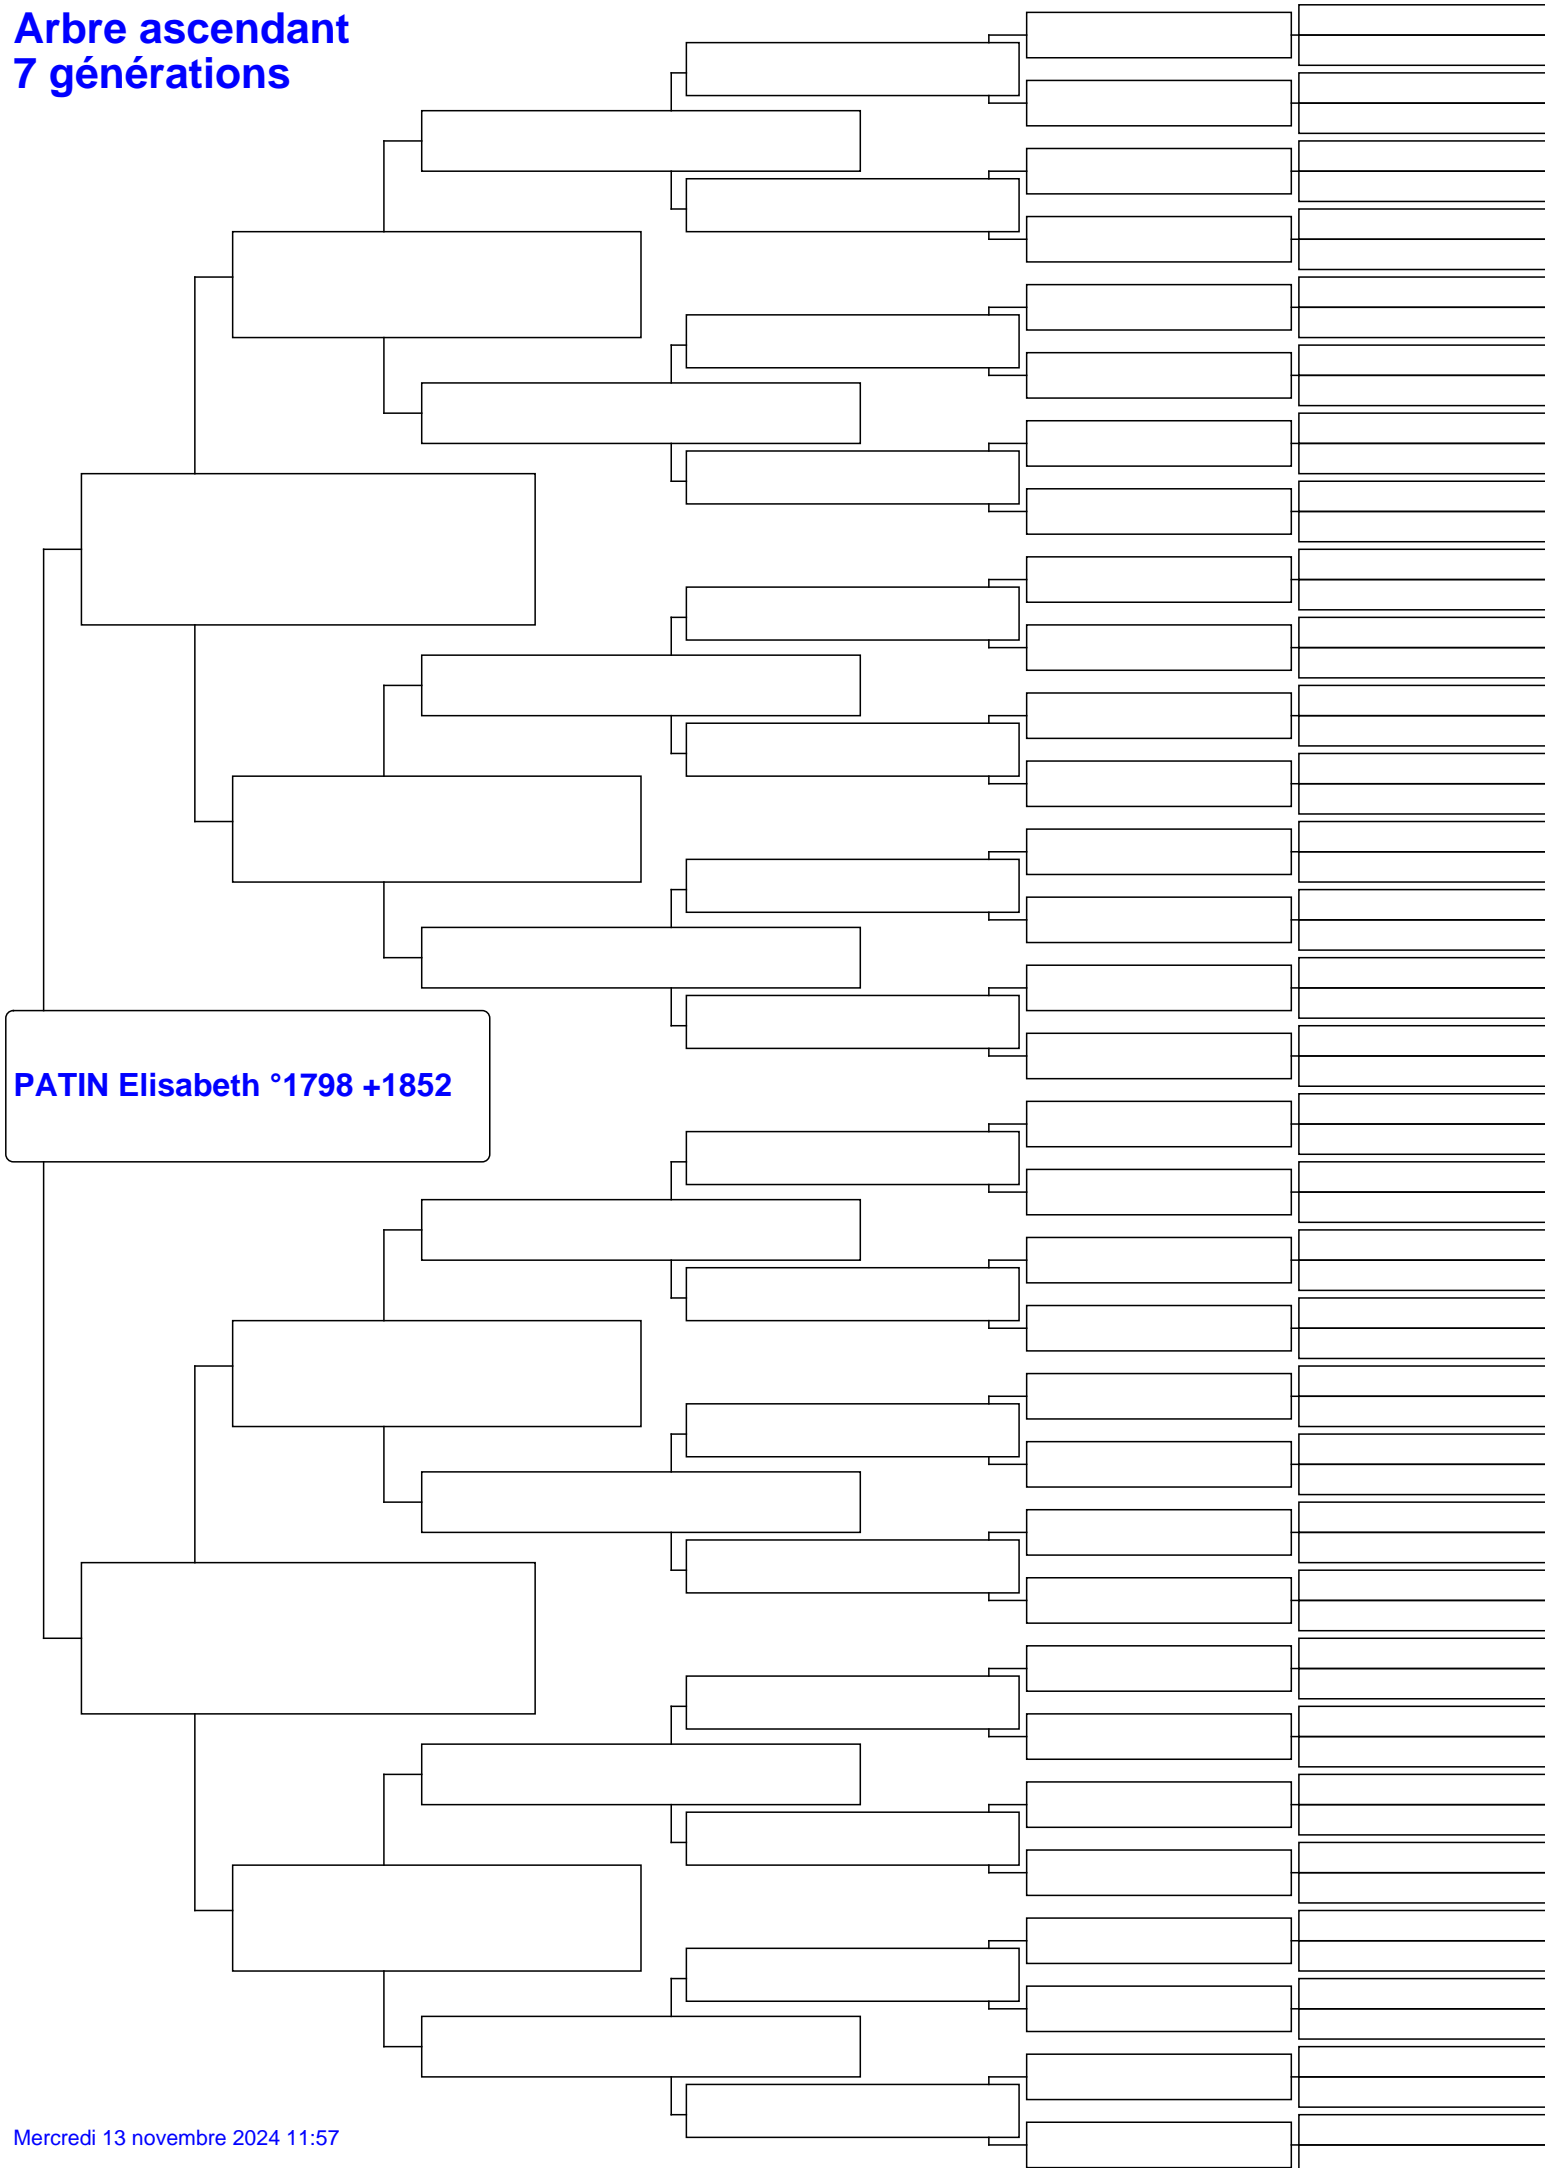 Arbre ascendant
7 générations
PATIN Elisabeth °1798 +1852
Mercredi 13 novembre 2024 11:57